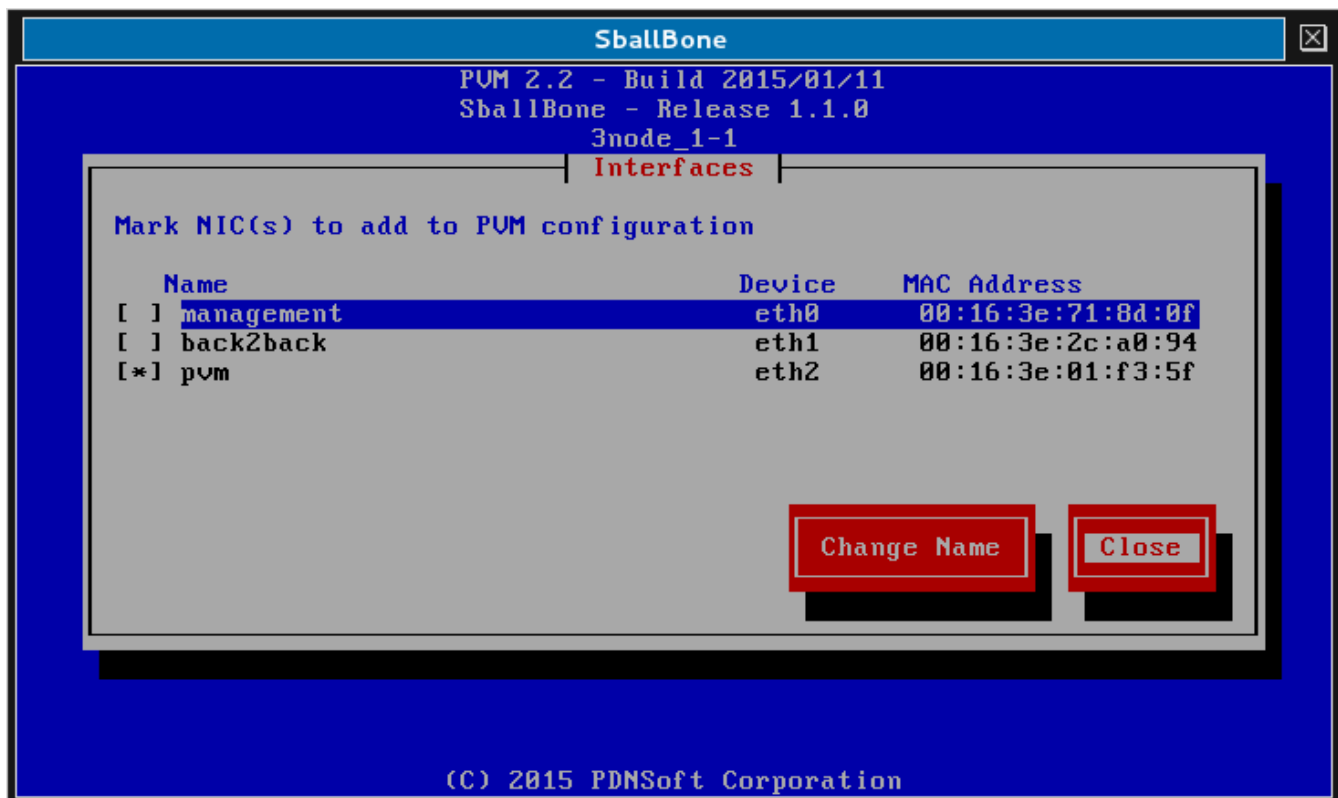 SballBone
PVM 2.2 - Build 2015/01/11
SballBone - Release 1.1.0
3node_1-1
Interfaces
Mark NIC(s) to add to PVM configuration
Name Device MAC Address
[ ] management eth0 00:16:3e:71:8d:0f
[ ] back2back eth1 00:16:3e:2c:a0:94
[*] pvm eth2 00:16:3e:01:f3:5f
Change Name Close
(C) 2015 PDNSoft Corporation